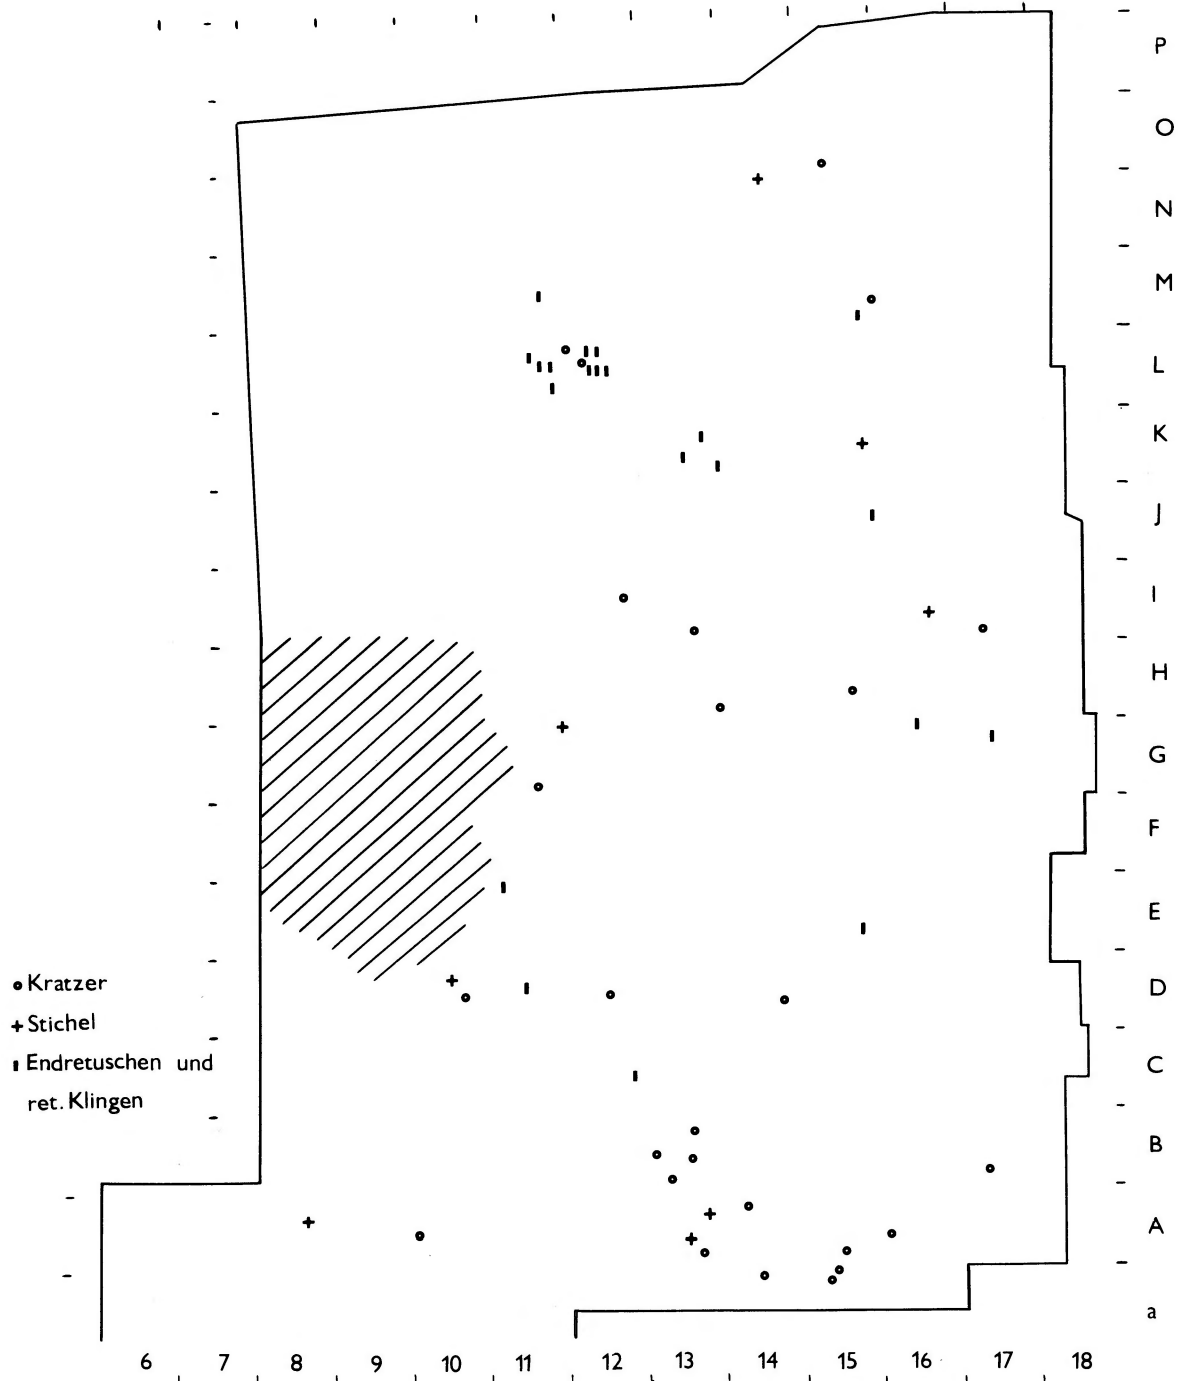 P
O
N
M
L
K
J
I
H
G
F
E
Kratzer
D
Stichel
Endretuschen und
C
ret. Klingen
B
A
a
6 7 8 9 10 11 12 13 14 15 16 17 18